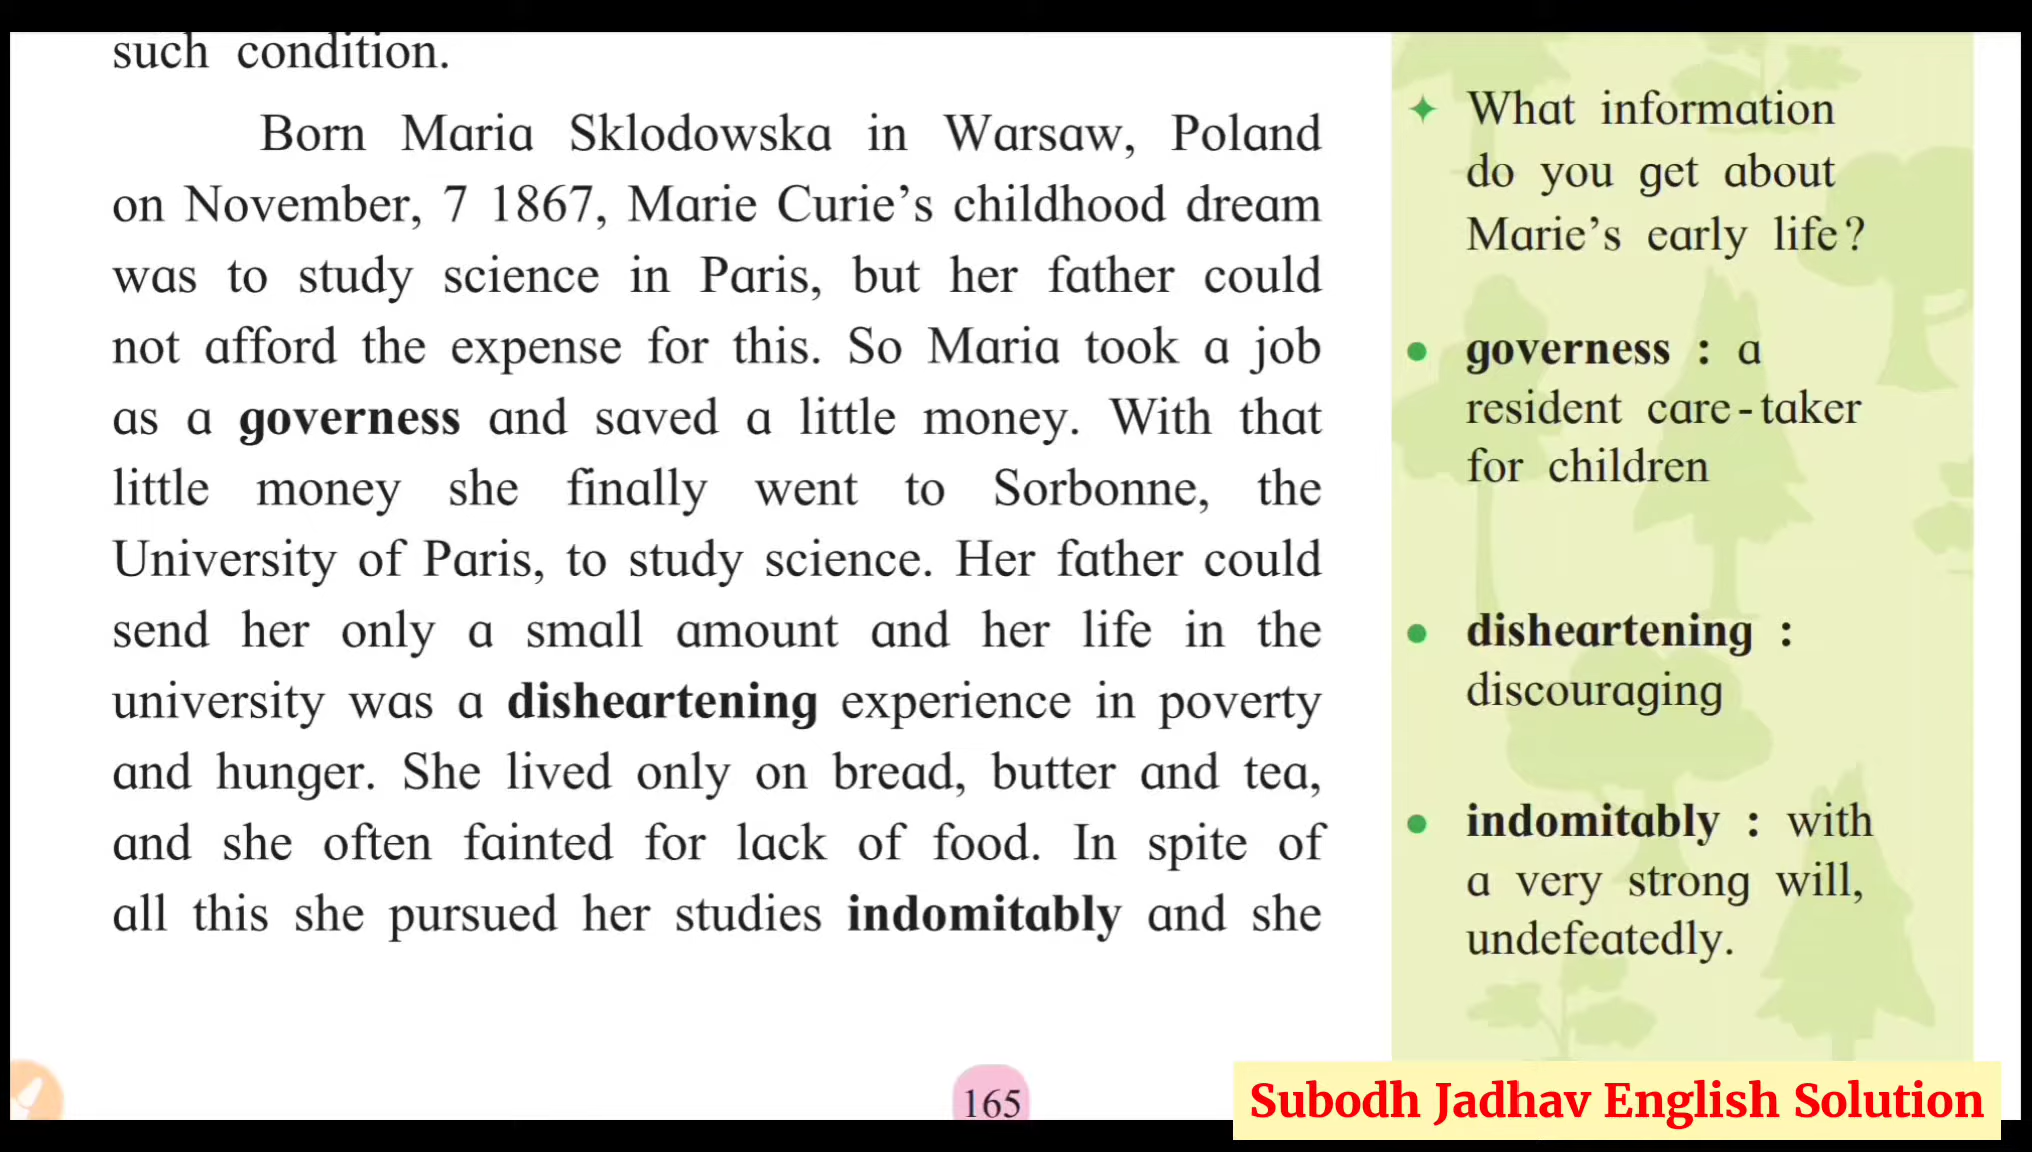 such condition.
Born Maria Sklodowska in Warsaw, Poland
on November, 7 1867, Marie Curie's childhood dream
was to study science in Paris, but her father could
not afford the expense for this. So Maria took a job
as a governess and saved a little money. With that
little money she finally went to Sorbonne, the
University of Paris, to study science. Her father could
send her only a small amount and her life in the
university was a disheartening experience in poverty
and hunger. She lived only on bread, butter and tea,
and she often fainted for lack of food. In spite of
all this she pursued her studies indomitably and she
What information
do you get about
Marie's early life?
governess : a
resident care-taker
for children
disheartening :
discouraging
indomitably : with
a very strong will,
undefeatedly.
165
Subodh Jadhav English Solution